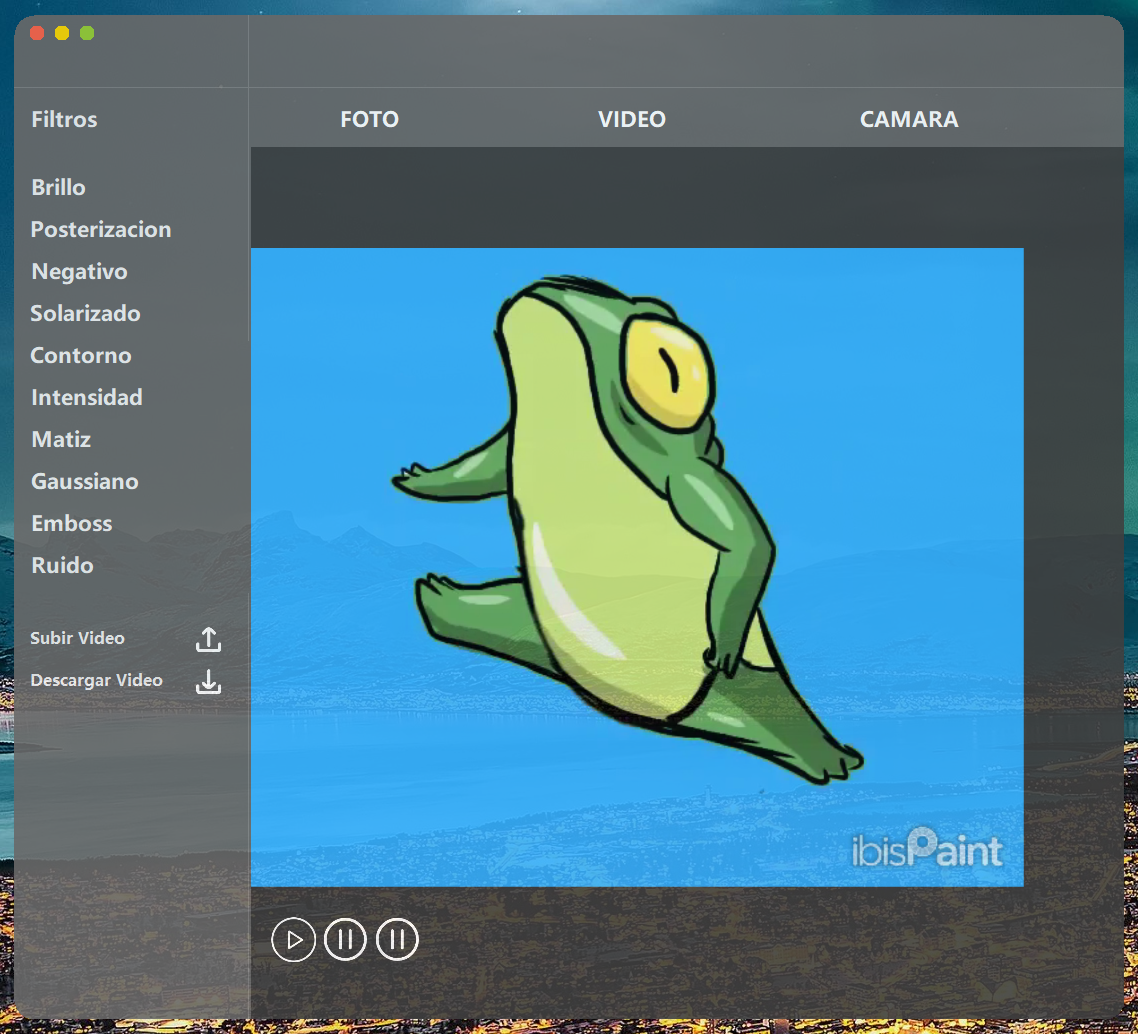 Filtros
FOTO
VIDEO
CAMARA
Brillo
Posterizacion
Negativo
Solarizado
Contorno
Intensidad
Matiz
Gaussiano
Emboss
Ruido
Subir Video
Descargar Video
ibisPaint